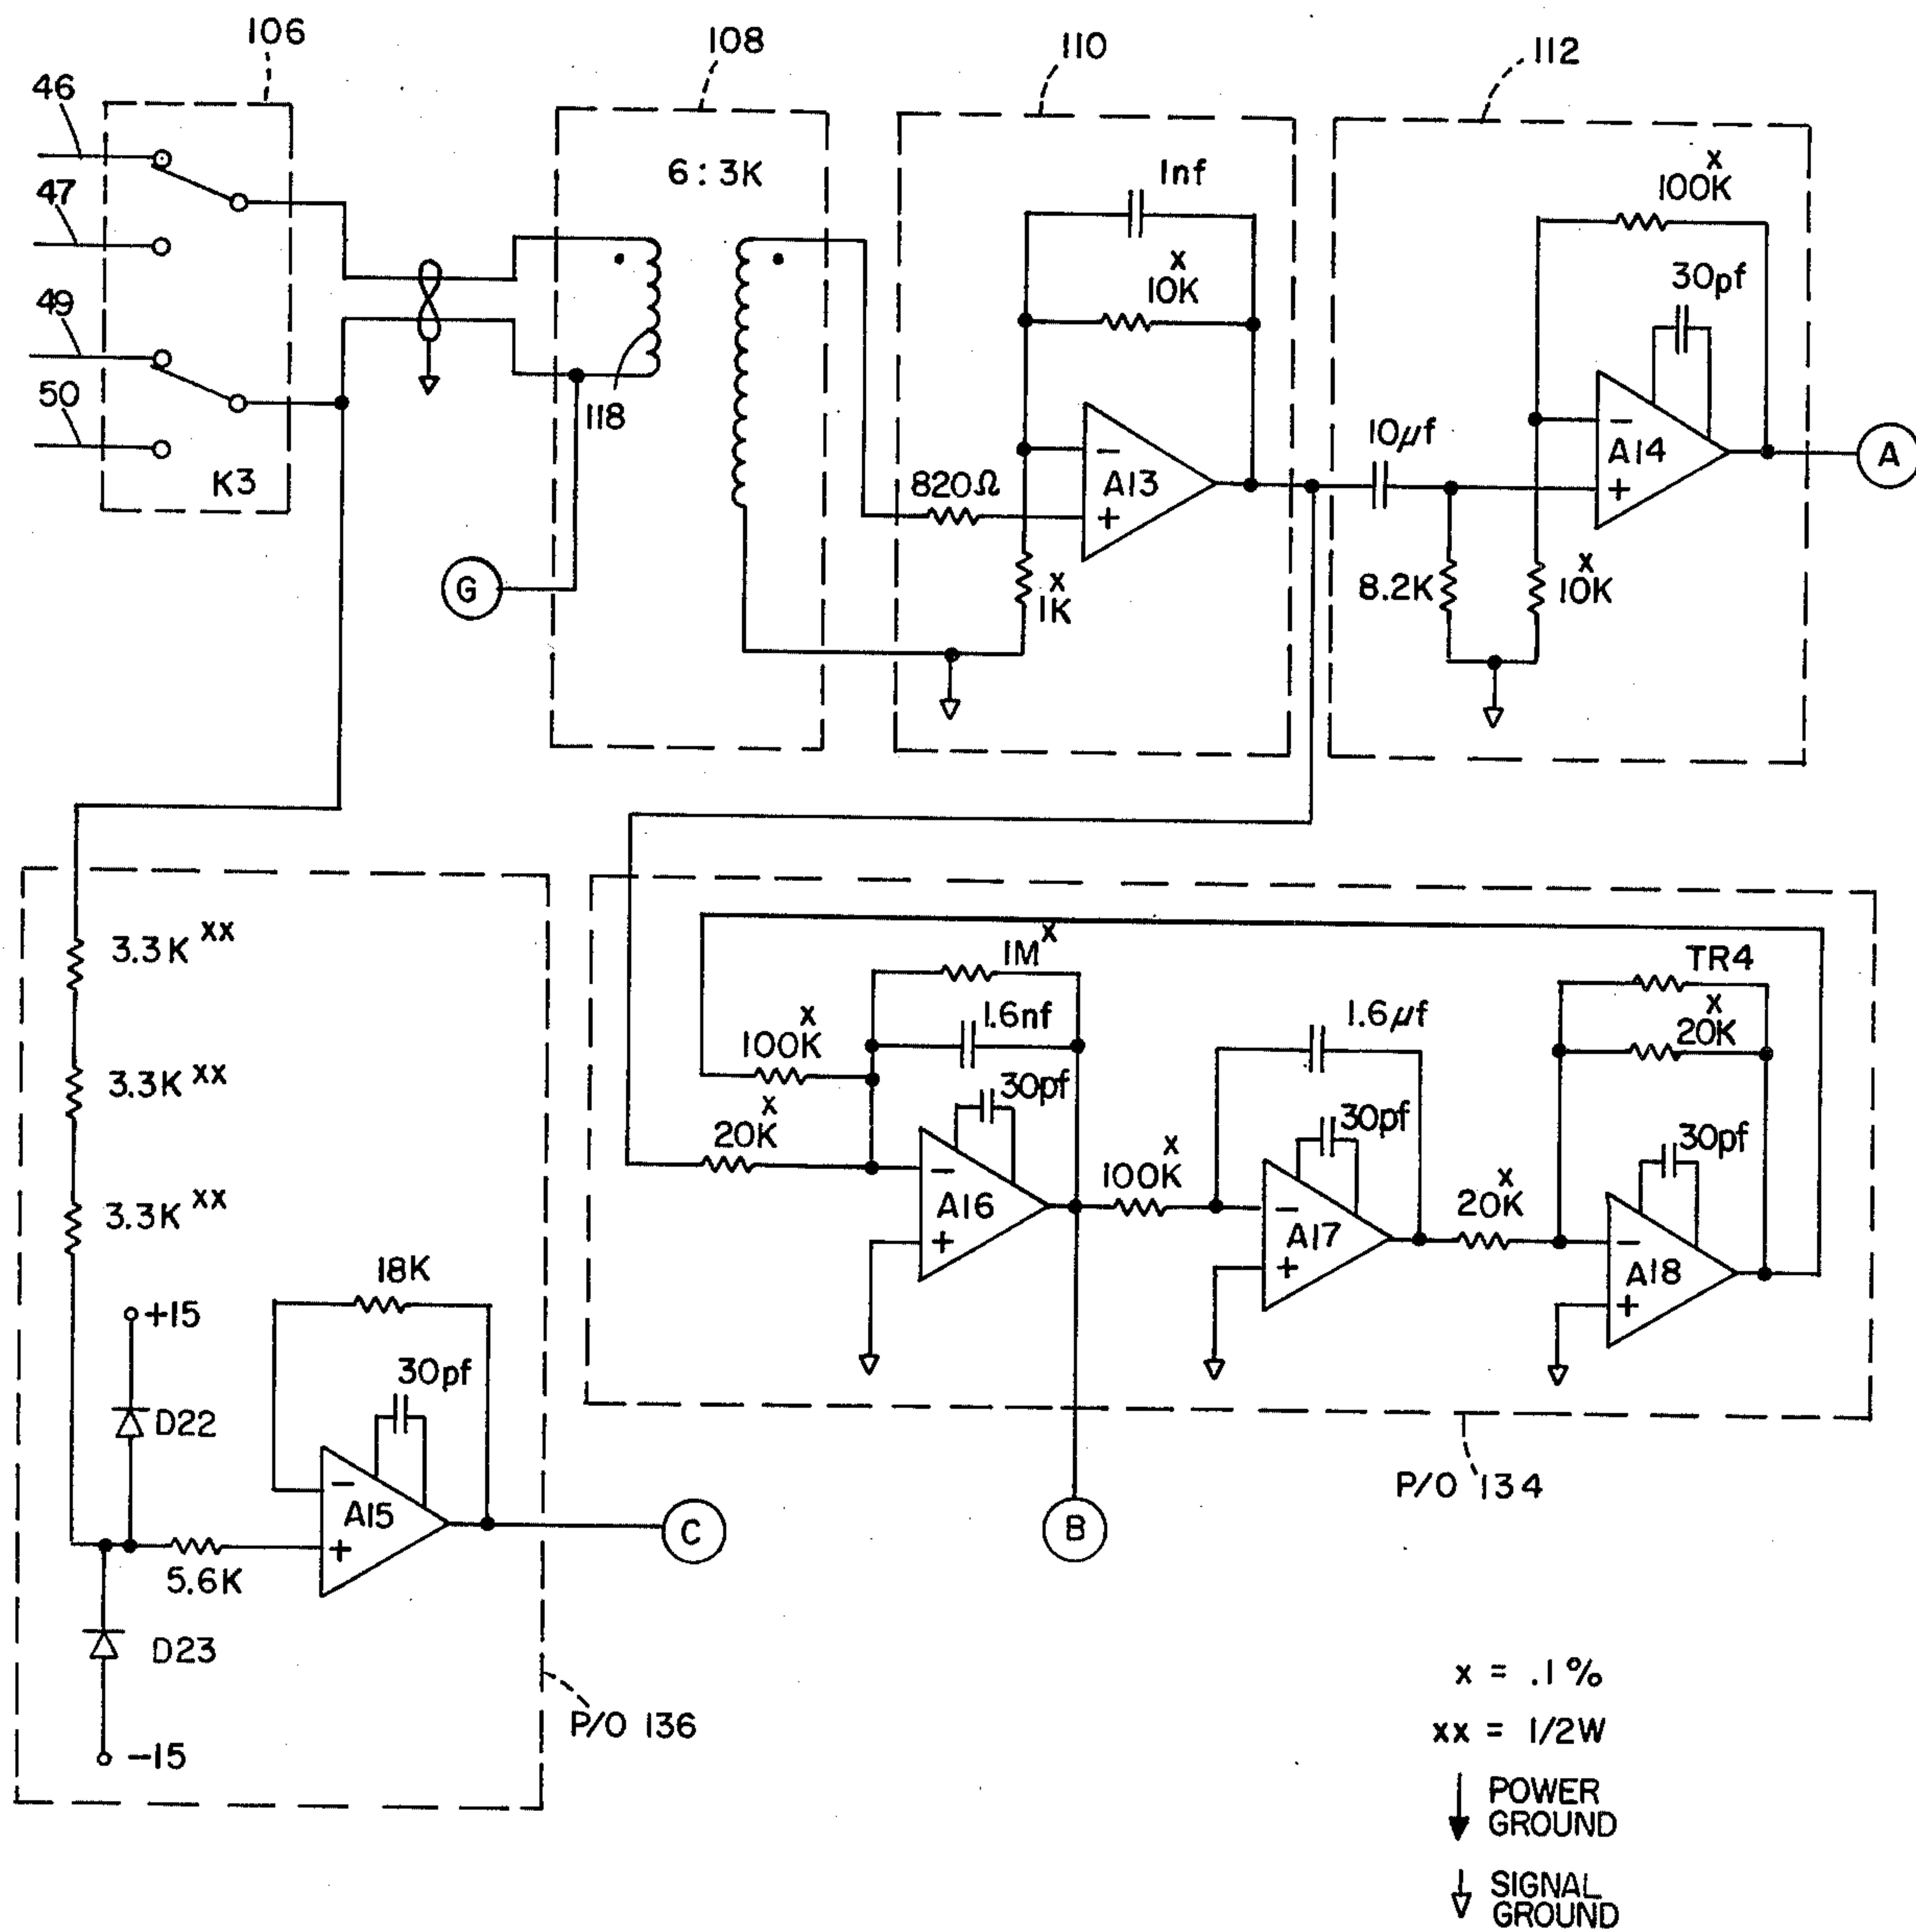 106
108
110
112
46
47
49
50
K3
6:3K
118
G
1nf
x
10K
820Ω
A13
-
+
x
1K
x
100K
30pf
10μf
A14
-
+
A
8.2K
x
10K
3.3K xx
3.3K xx
3.3K xx
+15
D22
18K
30pf
A15
-
+
5.6K
D23
-15
C
P/O 136
1M x
1.6nf
x
100K
30pf
x
20K
A16
-
+
x
100K
1.6μf
30pf
A17
-
+
x
20K
TR4
x
20K
30pf
A18
-
+
B
P/O 134
x = .1%
xx = 1/2W
POWER
GROUND
SIGNAL
GROUND